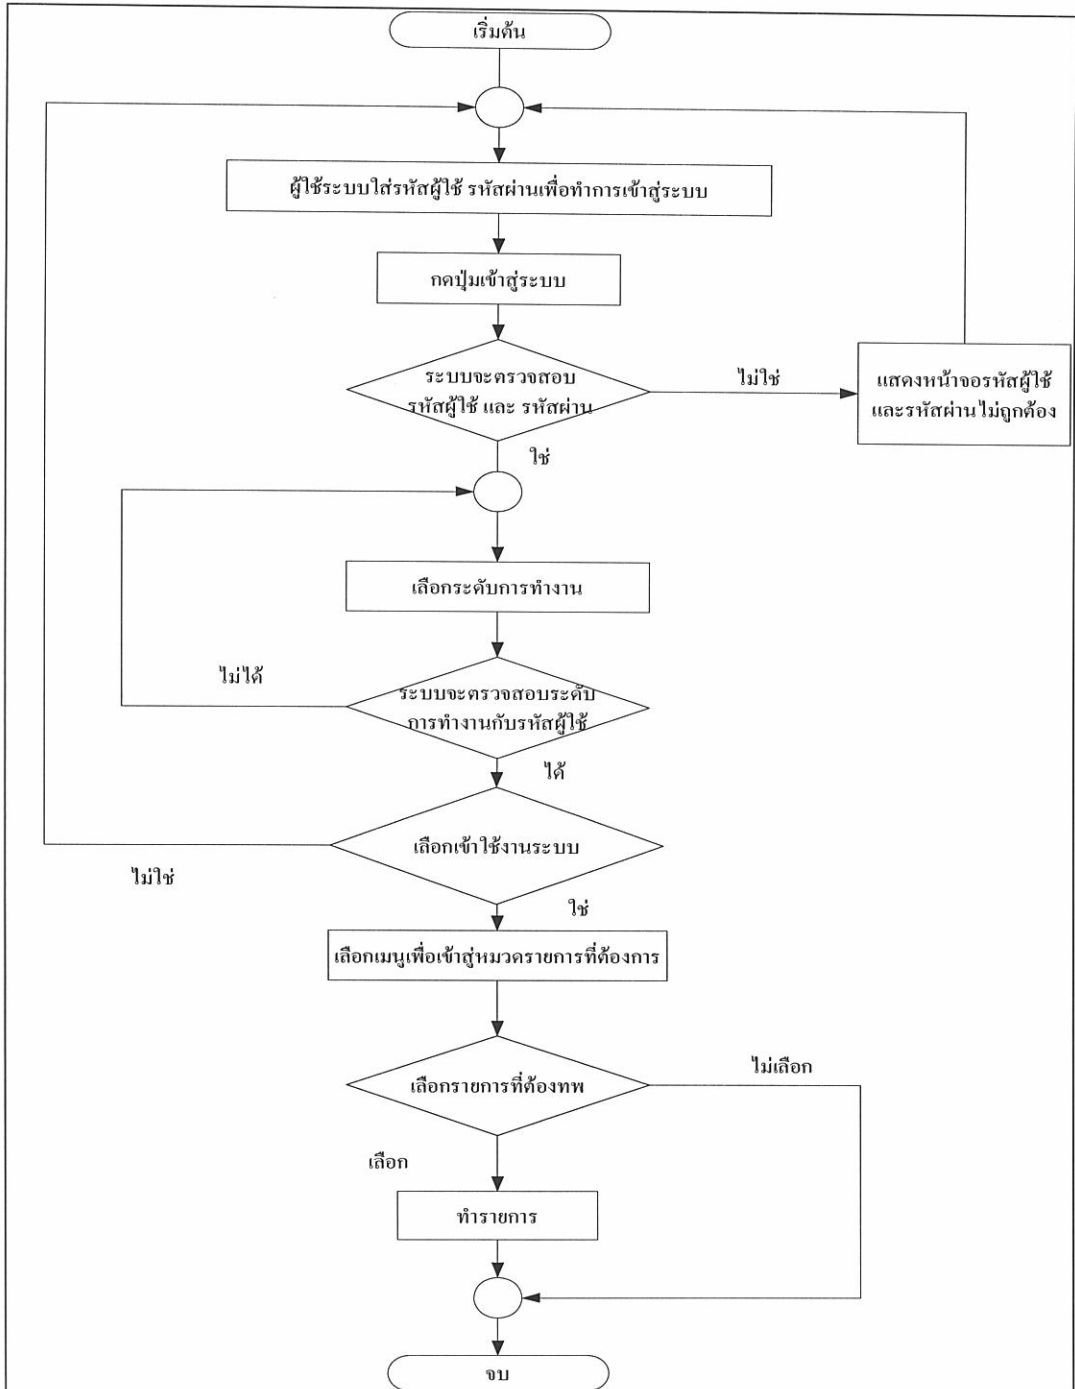 เริ่มต้น
ผู้ใช้ระบบใส่รหัสผู้ใช้ รหัสผ่านเพื่อทำการเข้าสู่ระบบ
กดปุ่มเข้าสู่ระบบ
ระบบจะตรวจสอบ
รหัสผู้ใช้ และ รหัสผ่าน
ไม่ใช่
แสดงหน้าจอรหัสผู้ใช้
และรหัสผ่านไม่ถูกต้อง
ใช่
เลือกระดับการทำงาน
ไม่ได้
ระบบจะตรวจสอบระดับ
การทำงานกับรหัสผู้ใช้
ได้
เลือกเข้าใช้งานระบบ
ไม่ใช่
ใช่
เลือกเมนูเพื่อเข้าสู่หมวดรายการที่ต้องการ
ไม่เลือก
เลือกรายการที่ต้องทพ
เลือก
ทำรายการ
จบ